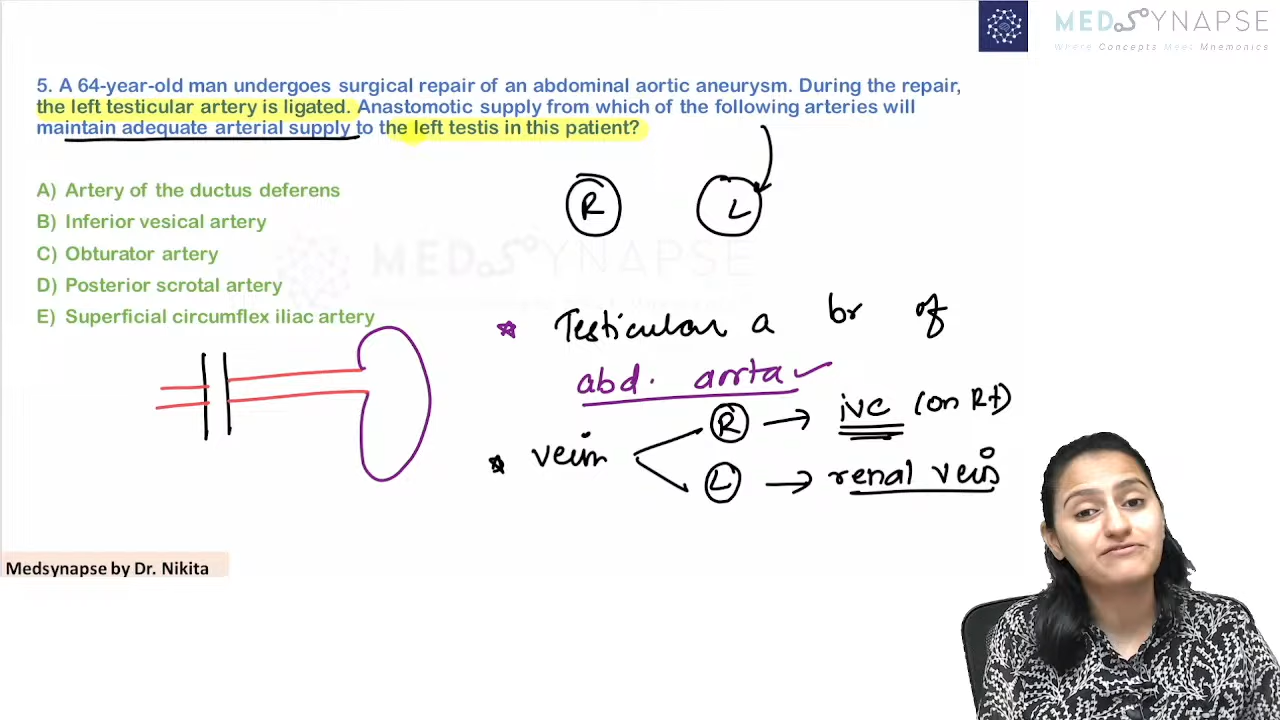 MEDSYNAPSE
Where Concepts Meet Mnemonics
5. A 64-year-old man undergoes surgical repair of an abdominal aortic aneurysm. During the repair,
the left testicular artery is ligated. Anastomotic supply from which of the following arteries will
maintain adequate arterial supply to the left testis in this patient?
A) Artery of the ductus deferens
B) Inferior vesical artery
C) Obturator artery
D) Posterior scrotal artery
E) Superficial circumflex iliac artery
R L
MEDSYNAPSE
Testicular a br of
abd. aorta
R → IVC (on Rt)
vein
L → renal vein
Medsynapse by Dr. Nikita